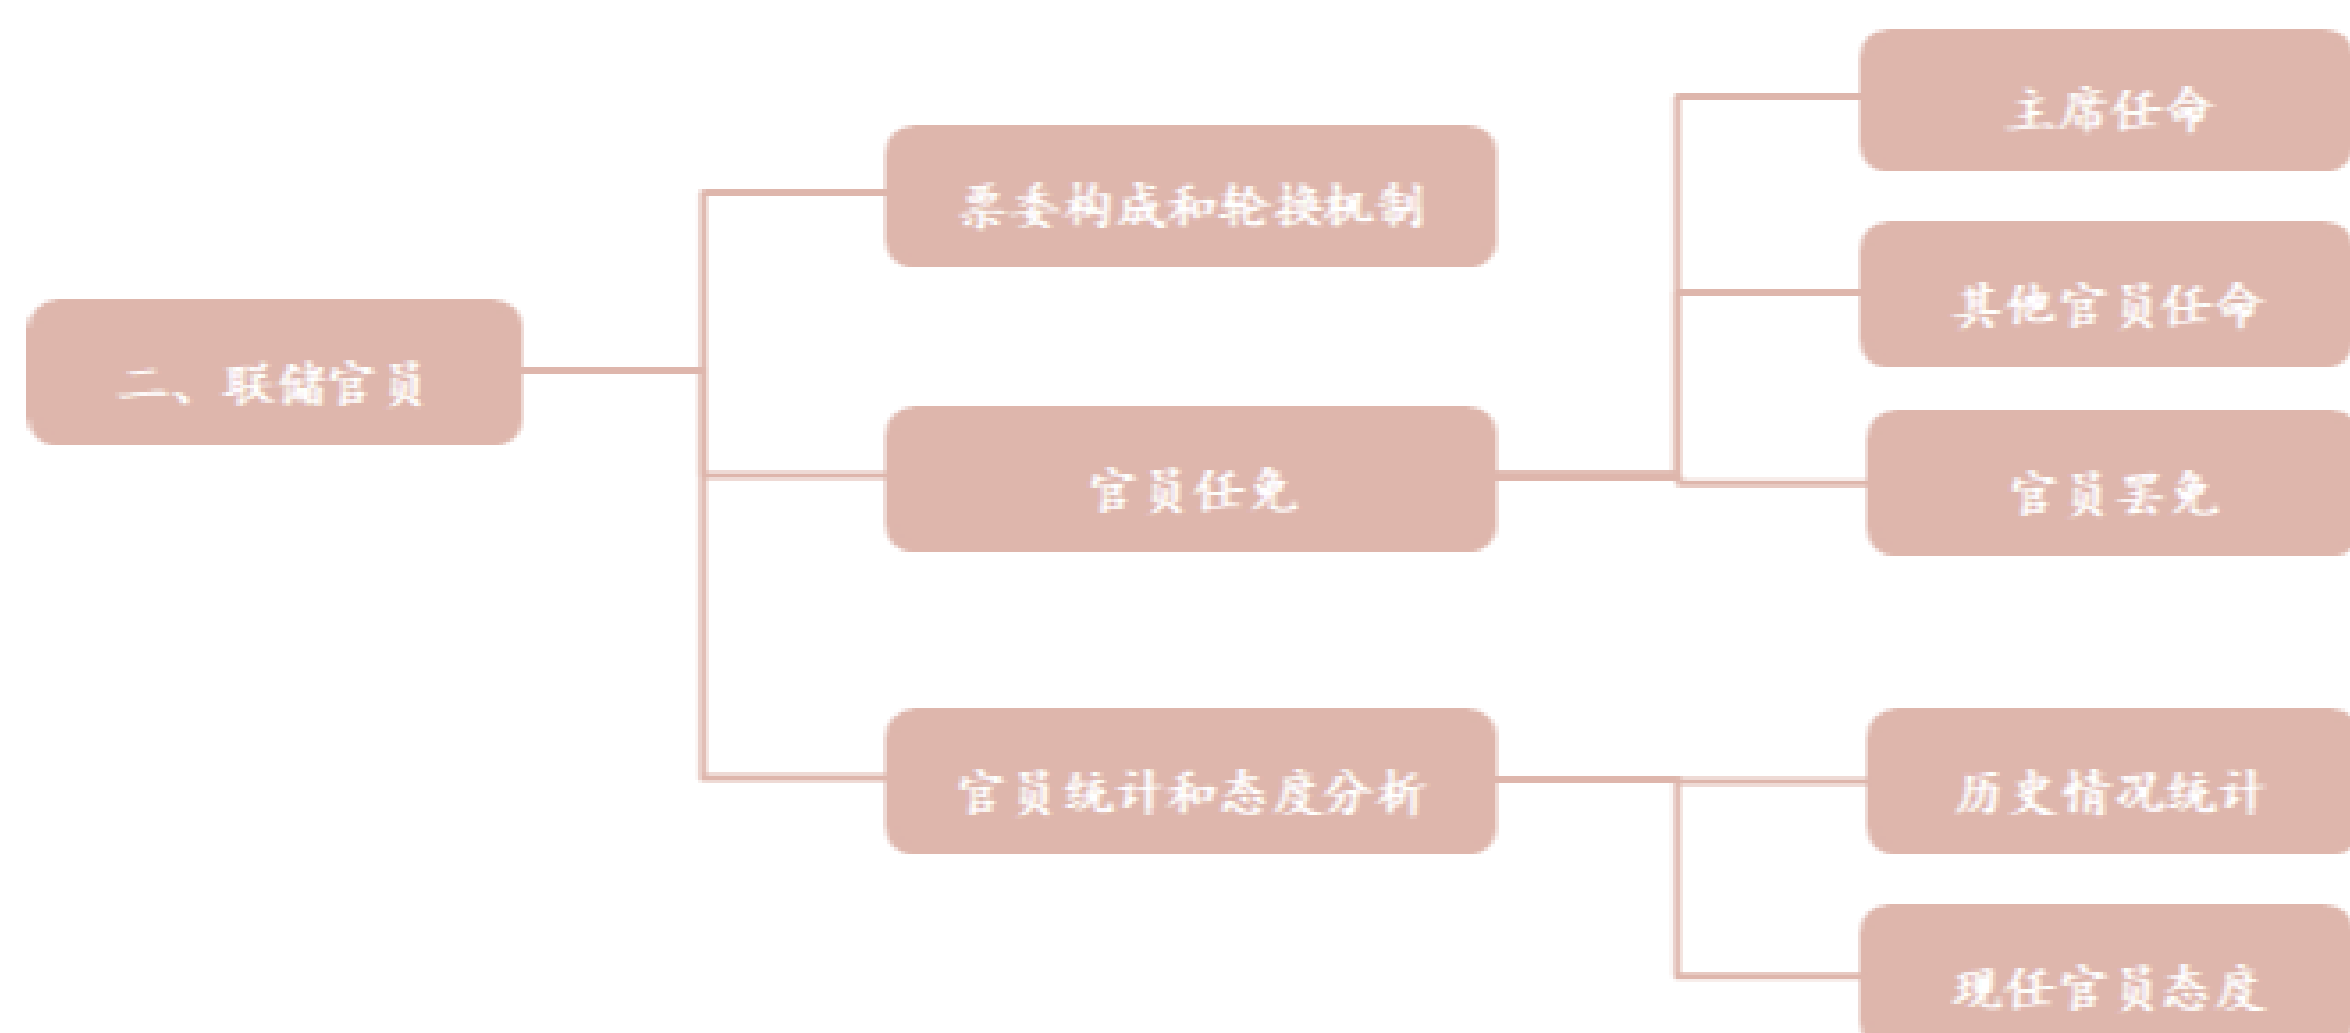 二、联储官员
票委构成和轮换机制
官员任免
主席任命
其他官员任命
官员罢免
官员统计和态度分析
历史情况统计
现任官员态度